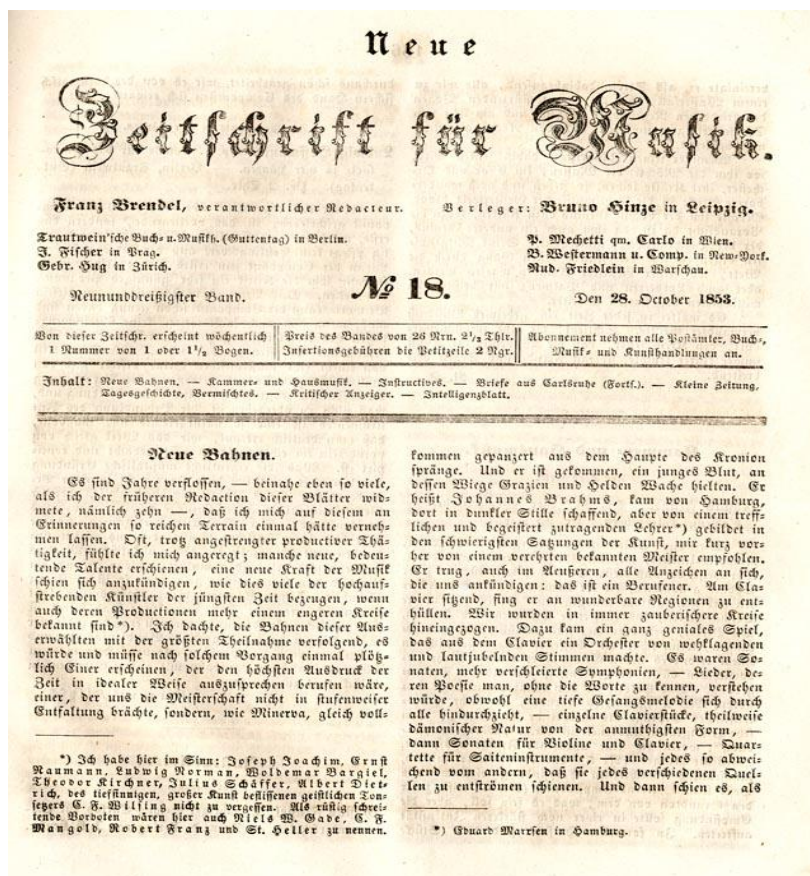 Neue
Zeitschrift für Musik.
Franz Brendel, verantwortlicher Redacteur.
Verleger: Bruno Hinze in Leipzig.
Trautwein'sche Buch- u. Musikh. (Guttentag) in Berlin.
J. Fischer in Prag.
Gebr. Hug in Zürich.
P. Mechetti qm. Carlo in Wien.
B. Westermann u. Comp. in New-York.
Rud. Friedlein in Warschau.
Neununddreißigster Band.
№ 18.
Den 28. October 1853.
Von dieser Zeitschr. erscheint wöchentlich
1 Nummer von 1 oder 1½ Bogen.
Preis des Bandes von 26 Nrn. 2½ Thlr.
Insertionsgebühren die Petitzeile 2 Ngr.
Abonnement nehmen alle Postämter, Buch-,
Musik- und Kunsthandlungen an.
Inhalt: Neue Bahnen. — Kammer- und Hausmusik. — Instructives. — Briefe aus Carlsruhe (Forts.). — Kleine Zeitung,
Tagesgeschichte, Vermischtes. — Kritischer Anzeiger. — Intelligenzblatt.
Neue Bahnen.
Es sind Jahre verflossen, — beinahe eben so viele,
als ich der früheren Redaction dieser Blätter wid-
mete, nämlich zehn —, daß ich mich auf diesem an
Erinnerungen so reichen Terrain einmal hätte verneh-
men lassen. Oft, trotz angestrengter productiver Thä-
tigkeit, fühlte ich mich angeregt; manche neue, bedeu-
tende Talente erschienen, eine neue Kraft der Musik
schien sich anzukündigen, wie dies viele der hochauf-
strebenden Künstler der jüngsten Zeit bezeugen, wenn
auch deren Productionen mehr einem engeren Kreise
bekannt sind*). Ich dachte, die Bahnen dieser Aus-
erwählten mit der größten Theilnahme verfolgend, es
würde und müsse nach solchem Vorgang einmal plötz-
lich Einer erscheinen, der den höchsten Ausdruck der
Zeit in idealer Weise auszusprechen berufen wäre,
einer, der uns die Meisterschaft nicht in stufenweiser
Entfaltung brächte, sondern, wie Minerva, gleich voll-
*) Ich habe hier im Sinn: Joseph Joachim, Ernst
Naumann, Ludwig Norman, Woldemar Bargiel,
Theodor Kirchner, Julius Schäffer, Albert Diet-
rich, des tiefsinnigen, großer Kunst beflissenen geistlichen Ton-
setzers C. F. Wilsing nicht zu vergessen. Als rüstig schrei-
tende Vorboten wären hier auch Niels W. Gade, C. F.
Mangold, Robert Franz und St. Heller zu nennen.
kommen gepanzert aus dem Haupte des Kronion
spränge. Und er ist gekommen, ein junges Blut, an
dessen Wiege Grazien und Helden Wache hielten. Er
heißt Johannes Brahms, kam von Hamburg,
dort in dunkler Stille schaffend, aber von einem treff-
lichen und begeistert zutragenden Lehrer*) gebildet in
den schwierigsten Satzungen der Kunst, mir kurz vor-
her von einem verehrten bekannten Meister empfohlen.
Er trug, auch im Aeußeren, alle Anzeichen an sich,
die uns ankündigen: das ist ein Berufener. Am Cla-
vier sitzend, fing er an wunderbare Regionen zu ent-
hüllen. Wir wurden in immer zauberischere Kreise
hineingezogen. Dazu kam ein ganz geniales Spiel,
das aus dem Clavier ein Orchester von wehklagenden
und lautjubelnden Stimmen machte. Es waren So-
naten, mehr verschleierte Symphonien, — Lieder, de-
ren Poesie man, ohne die Worte zu kennen, verstehen
würde, obwohl eine tiefe Gesangsmelodie sich durch
alle hindurchzieht, — einzelne Clavierstücke, theilweise
dämonischer Natur von der anmuthigsten Form, —
dann Sonaten für Violine und Clavier, — Quar-
tette für Saiteninstrumente, — und jedes so abwei-
chend vom andern, daß sie jedes verschiedenen Quel-
len zu entströmen schienen. Und dann schien es, als
*) Eduard Marxsen in Hamburg.